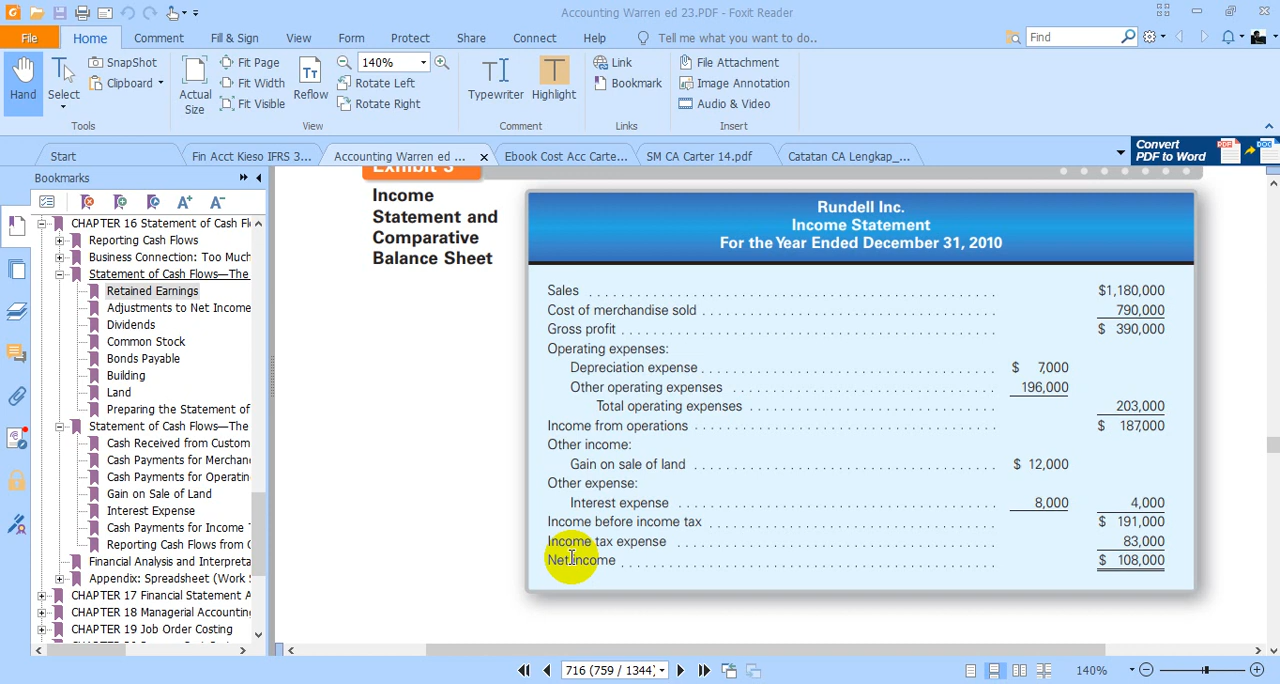 Accounting Warren ed 23.PDF - Foxit Reader
File Home Comment Fill & Sign View Form Protect Share Connect Help Tell me what you want to do.. Find
Hand
Select
SnapShot
Clipboard
Tools
Actual Size
Fit Page
Fit Width
Fit Visible
Reflow
140%
Rotate Left
Rotate Right
View
Typewriter
Highlight
Comment
Link
Bookmark
Links
File Attachment
Image Annotation
Audio & Video
Insert
Start Fin Acct Kieso IFRS 3... Accounting Warren ed ... Ebook Cost Acc Carte... SM CA Carter 14.pdf Catatan CA Lengkap_...
Convert
PDF to Word
Bookmarks
CHAPTER 16 Statement of Cash Fl
Reporting Cash Flows
Business Connection: Too Much
Statement of Cash Flows—The
Retained Earnings
Adjustments to Net Income
Dividends
Common Stock
Bonds Payable
Building
Land
Preparing the Statement of
Statement of Cash Flows—The
Cash Received from Custom
Cash Payments for Merchan
Cash Payments for Operatin
Gain on Sale of Land
Interest Expense
Cash Payments for Income
Reporting Cash Flows from
Financial Analysis and Interpreta
Appendix: Spreadsheet (Work
CHAPTER 17 Financial Statement A
CHAPTER 18 Managerial Accountin
CHAPTER 19 Job Order Costing
Exhibit 3
Income
Statement and
Comparative
Balance Sheet
Rundell Inc.
Income Statement
For the Year Ended December 31, 2010
Sales $1,180,000
Cost of merchandise sold 790,000
Gross profit $ 390,000
Operating expenses:
Depreciation expense $ 7,000
Other operating expenses 196,000
Total operating expenses 203,000
Income from operations $ 187,000
Other income:
Gain on sale of land $ 12,000
Other expense:
Interest expense 8,000 4,000
Income before income tax $ 191,000
Income tax expense 83,000
Net income $ 108,000
716 (759 / 1344) 140%